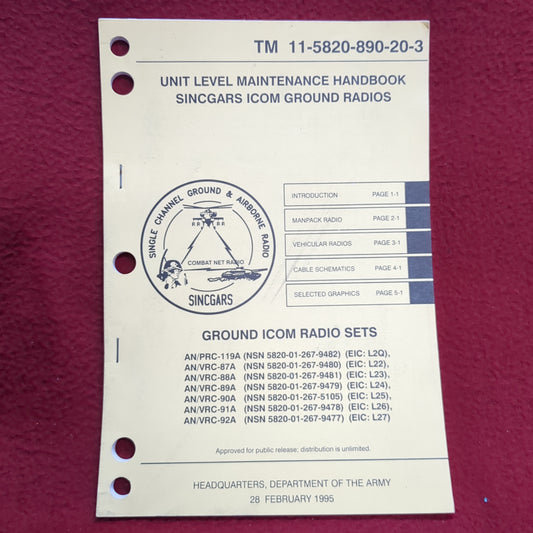 TM 11-5820-890-20-3
UNIT LEVEL MAINTENANCE HANDBOOK
SINCGARS ICOM GROUND RADIOS
SINGLE CHANNEL GROUND & AIRBORNE RADIO
COMBAT NET RADIO
SINCGARS
INTRODUCTION PAGE 1-1
MANPACK RADIO PAGE 2-1
VEHICULAR RADIOS PAGE 3-1
CABLE SCHEMATICS PAGE 4-1
SELECTED GRAPHICS PAGE 5-1
GROUND ICOM RADIO SETS
AN/PRC-119A (NSN 5820-01-267-9482) (EIC: L2Q),
AN/VRC-87A (NSN 5820-01-267-9480) (EIC: L22),
AN/VRC-88A (NSN 5820-01-267-9481) (EIC: L23),
AN/VRC-89A (NSN 5820-01-267-9479) (EIC: L24),
AN/VRC-90A (NSN 5820-01-267-5105) (EIC: L25),
AN/VRC-91A (NSN 5820-01-267-9478) (EIC: L26),
AN/VRC-92A (NSN 5820-01-267-9477) (EIC: L27)
Approved for public release; distribution is unlimited.
HEADQUARTERS, DEPARTMENT OF THE ARMY
28 FEBRUARY 1995